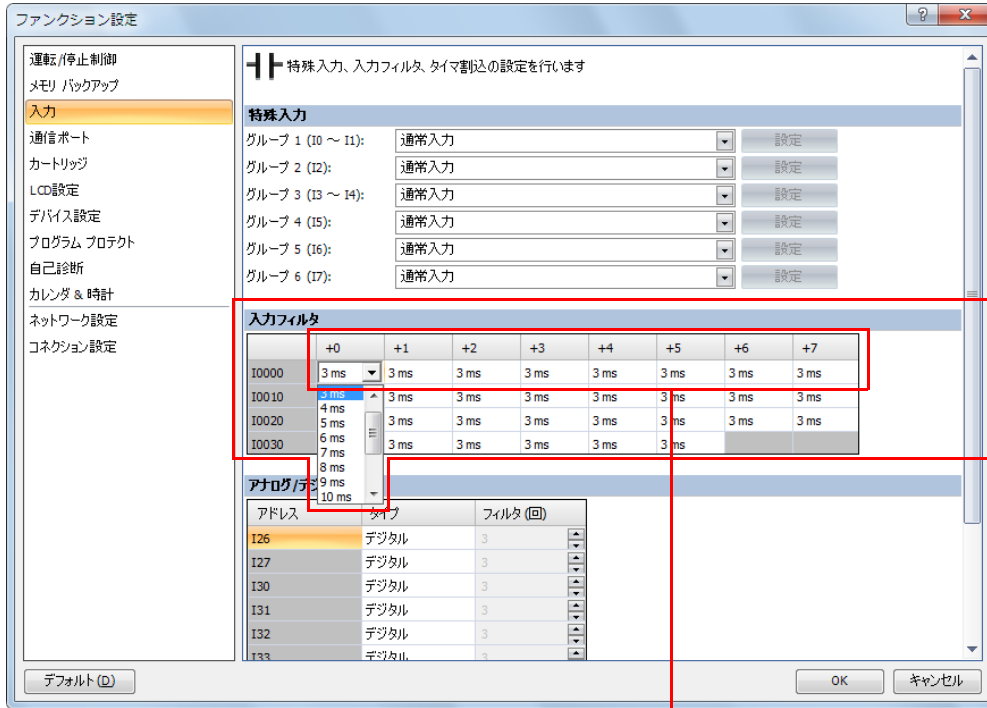 ファンクション設定
運転/停止制御
メモリ バックアップ
入力
通信ポート
カートリッジ
LCD設定
デバイス設定
プログラム プロテクト
自己診断
カレンダ & 時計
ネットワーク設定
コネクション設定
特殊入力、入力フィルタ、タイマ割込の設定を行います
特殊入力
グループ 1 (I0 ～ I1): 通常入力 設定
グループ 2 (I2): 通常入力 設定
グループ 3 (I3 ～ I4): 通常入力 設定
グループ 4 (I5): 通常入力 設定
グループ 5 (I6): 通常入力 設定
グループ 6 (I7): 通常入力 設定
入力フィルタ
+0 +1 +2 +3 +4 +5 +6 +7
I0000 3 ms 3 ms 3 ms 3 ms 3 ms 3 ms 3 ms 3 ms
I0010 3 ms 3 ms 3 ms 3 ms 3 ms 3 ms 3 ms
I0020 3 ms 3 ms 3 ms 3 ms 3 ms 3 ms 3 ms
I0030 3 ms 3 ms 3 ms 3 ms 3 ms
3 ms
4 ms
5 ms
6 ms
7 ms
8 ms
9 ms
10 ms
アナログ/デジ
アドレス タイプ フィルタ (回)
I26 デジタル 3
I27 デジタル 3
I30 デジタル 3
I31 デジタル 3
I32 デジタル 3
I33 デジタル 3
デフォルト(D) OK キャンセル